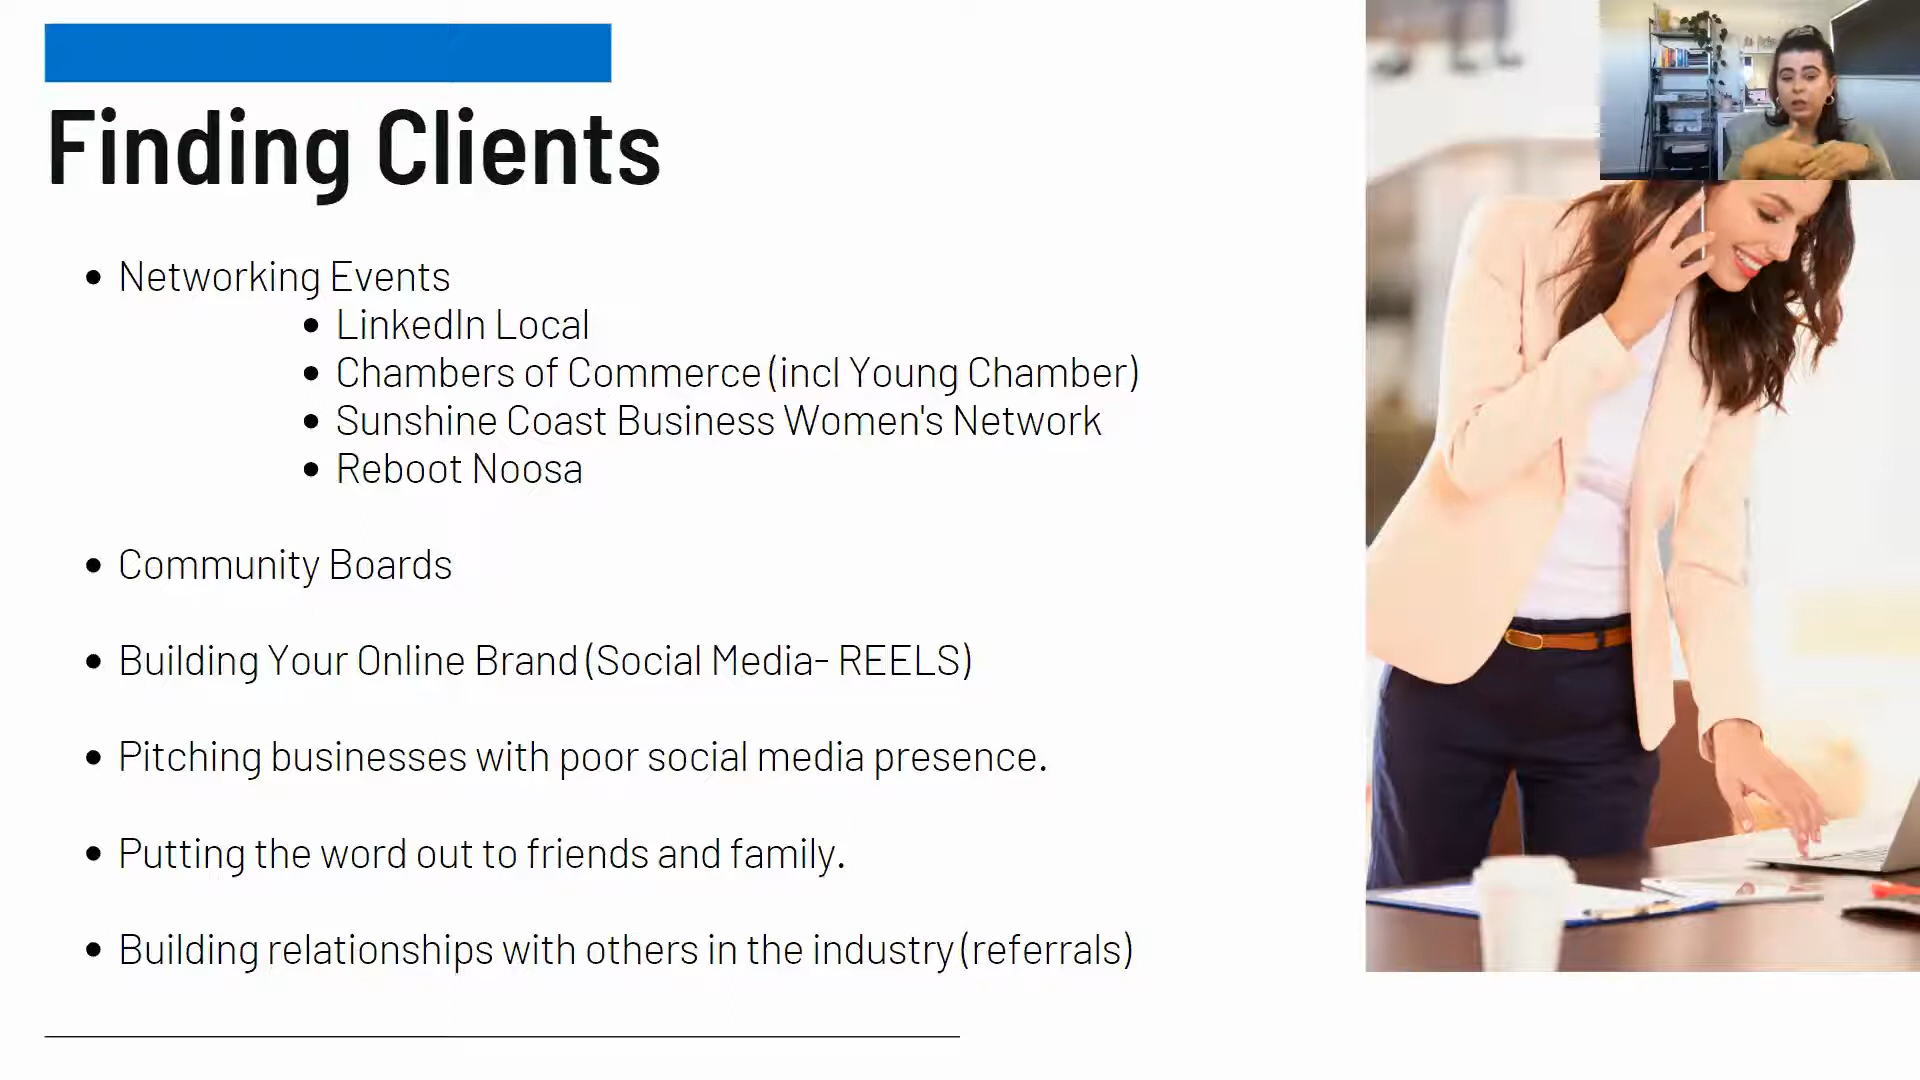 Finding Clients
Networking Events
LinkedIn Local
Chambers of Commerce (incl Young Chamber)
Sunshine Coast Business Women's Network
Reboot Noosa
Community Boards
Building Your Online Brand (Social Media- REELS)
Pitching businesses with poor social media presence.
Putting the word out to friends and family.
Building relationships with others in the industry (referrals)